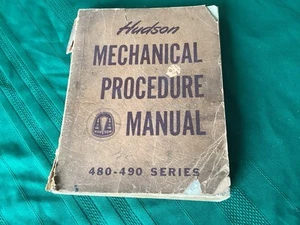 Hudson
MECHANICAL
PROCEDURE
MANUAL
480-490 SERIES